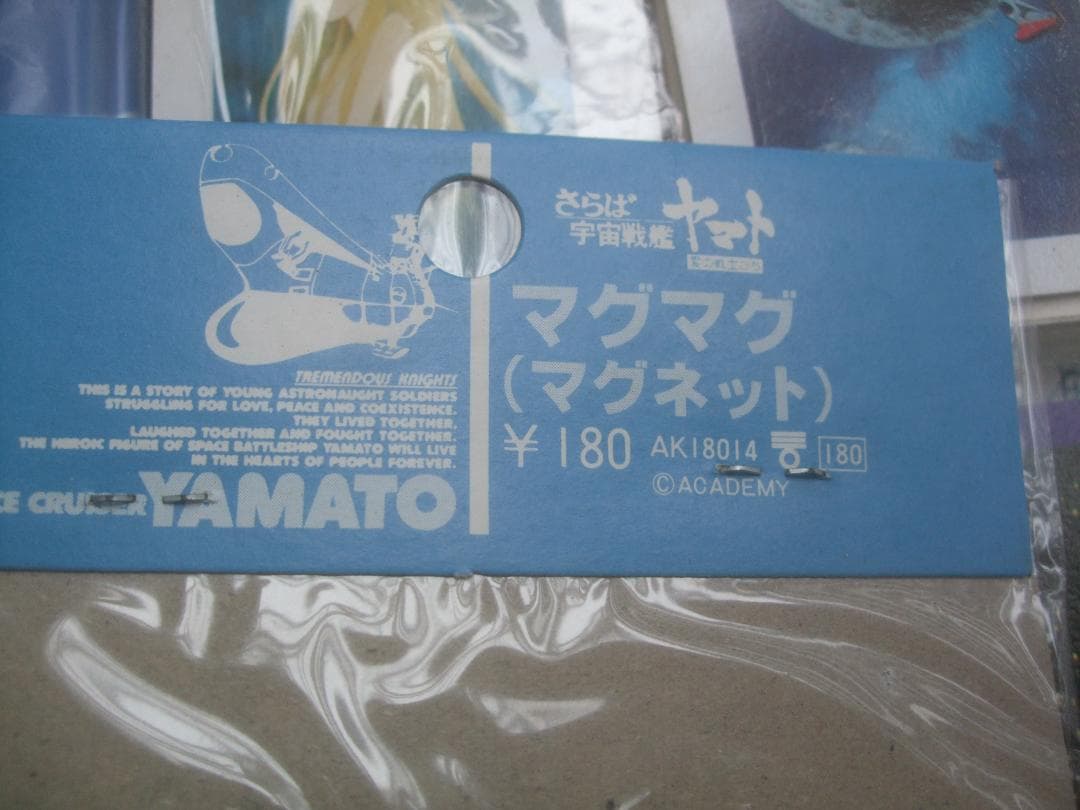 TREMENDOUS KNIGHTS
THIS IS A STORY OF YOUNG ASTRONAUGHT SOLDIERS
STRUGGLING FOR LOVE, PEACE AND COEXISTENCE.
THEY LIVED TOGETHER,
LAUGHED TOGETHER AND FOUGHT TOGETHER.
THE HEROIC FIGURE OF SPACE BATTLESHIP YAMATO WILL LIVE
IN THE HEARTS OF PEOPLE FOREVER.
CRUISER YAMATO
さらば
宇宙戦艦 ヤマト
マグマグ
(マグネット)
¥180 AK18014 180
©ACADEMY